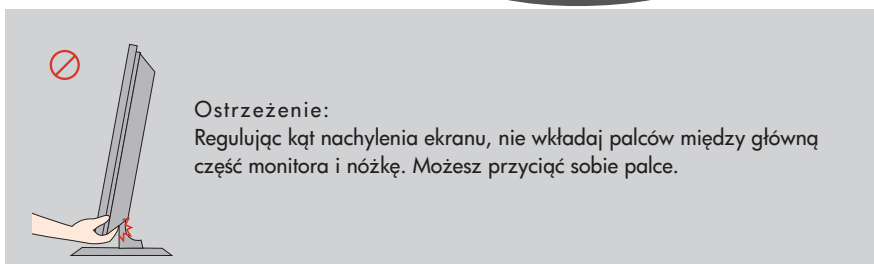 Ostrzeżenie:
Regulując kąt nachylenia ekranu, nie wkładaj palców między główną
część monitora i nóżkę. Możesz przyciąć sobie palce.